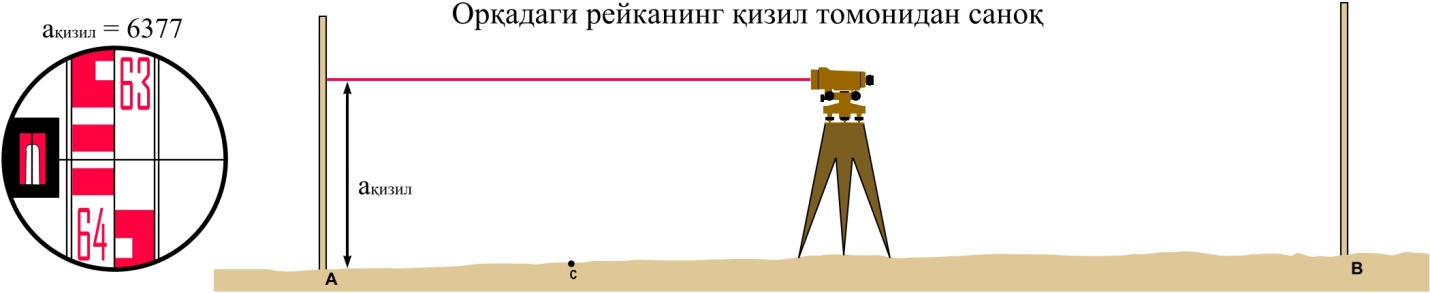 Орқадаги рейканинг қизил томонидан саноқ
aқизил = 6377
63
64
aқизил
A
c
B